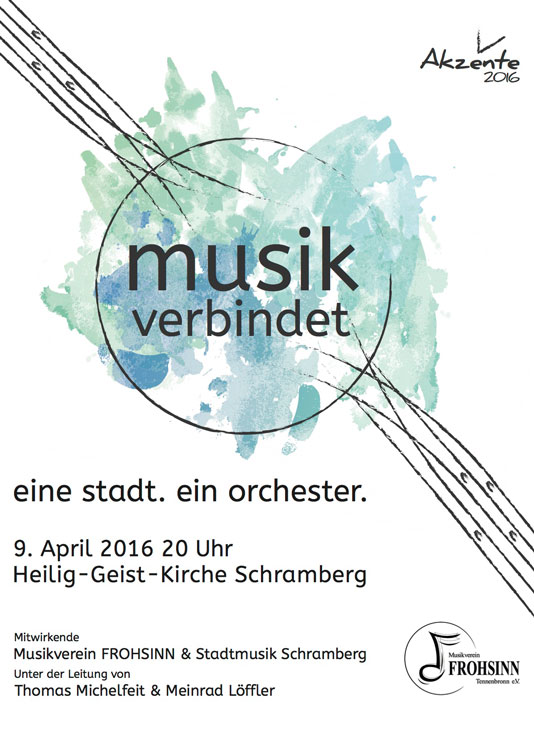 Akzente
2016
musik
verbindet
eine stadt. ein orchester.
9. April 2016 20 Uhr
Heilig-Geist-Kirche Schramberg
Mitwirkende
Musikverein FROHSINN & Stadtmusik Schramberg
Unter der Leitung von
Thomas Michelfeit & Meinrad Löffler
Musikverein
FROHSINN
Tennenbronn e.V.